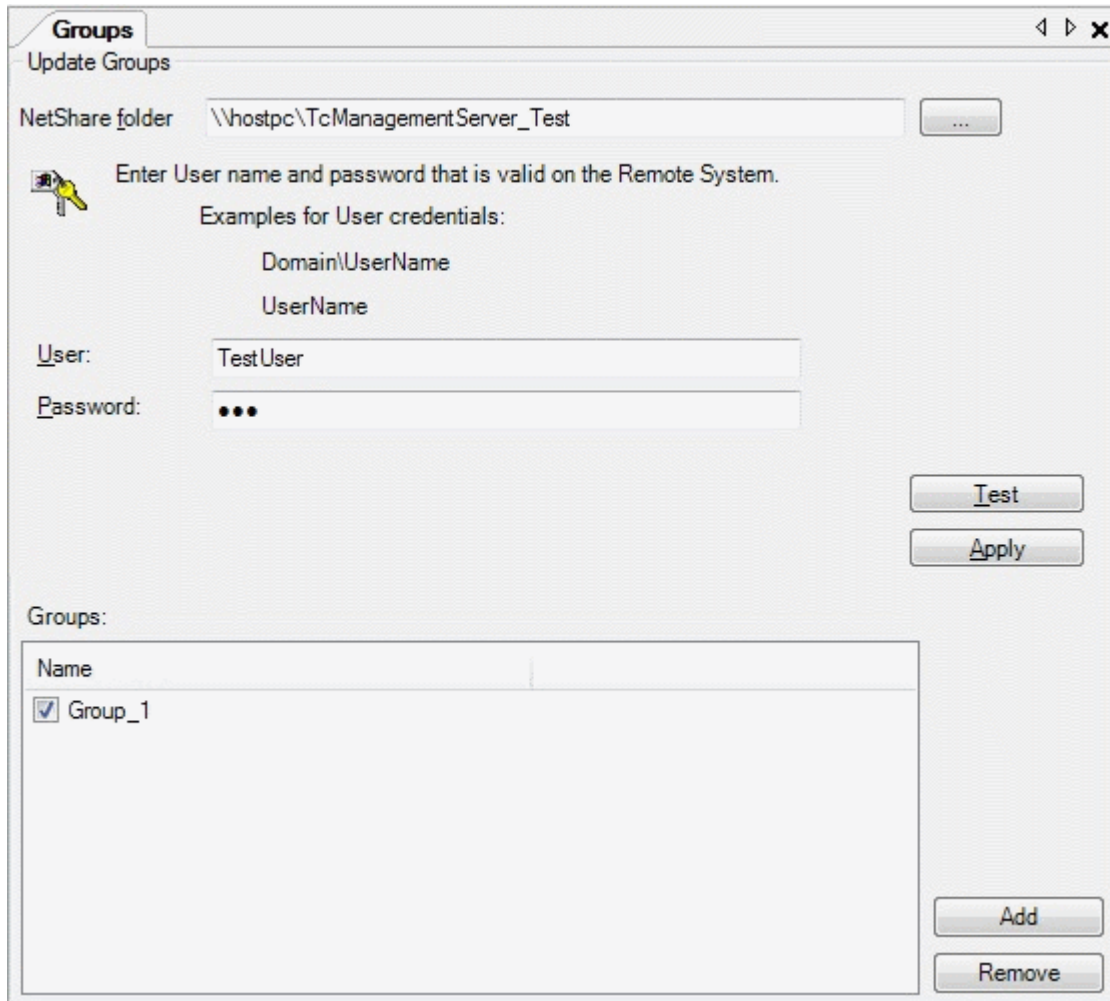 Groups
Update Groups
NetShare folder \\hostpc\TcManagementServer_Test ...
Enter User name and password that is valid on the Remote System.
Examples for User credentials:
Domain\UserName
UserName
User: TestUser
Password: ●●●
Test
Apply
Groups:
Name
Group_1
Add
Remove